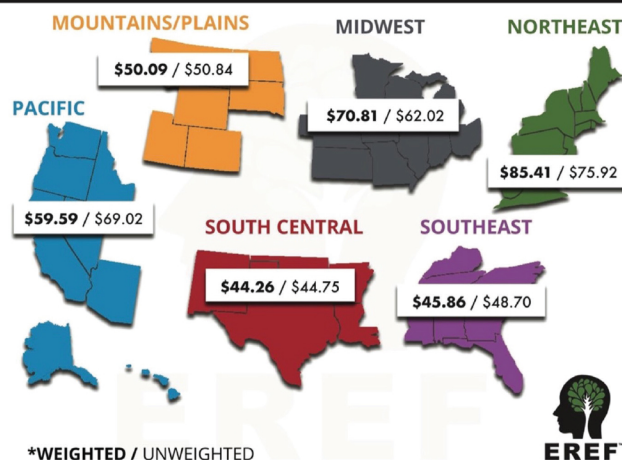 MOUNTAINS/PLAINS
$50.09 / $50.84
MIDWEST
$70.81 / $62.02
NORTHEAST
$85.41 / $75.92
PACIFIC
$59.59 / $69.02
SOUTH CENTRAL
$44.26 / $44.75
SOUTHEAST
$45.86 / $48.70
EREF
*WEIGHTED / UNWEIGHTED
EREF